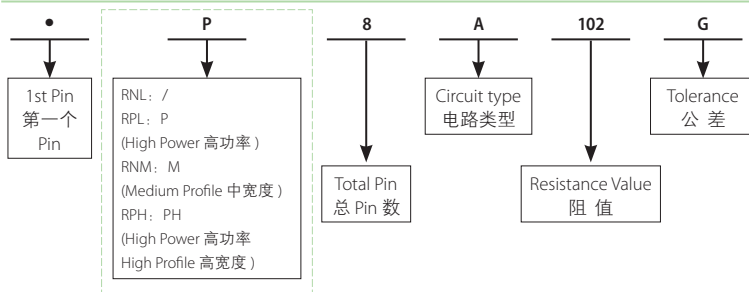 • P 8 A 102 G
1st Pin
第一个
Pin
RNL：/
RPL：P
(High Power 高功率 )
RNM：M
(Medium Profile 中宽度 )
RPH：PH
(High Power 高功率
High Profile 高宽度 )
Total Pin
总 Pin 数
Circuit type
电路类型
Resistance Value
阻 值
Tolerance
公 差